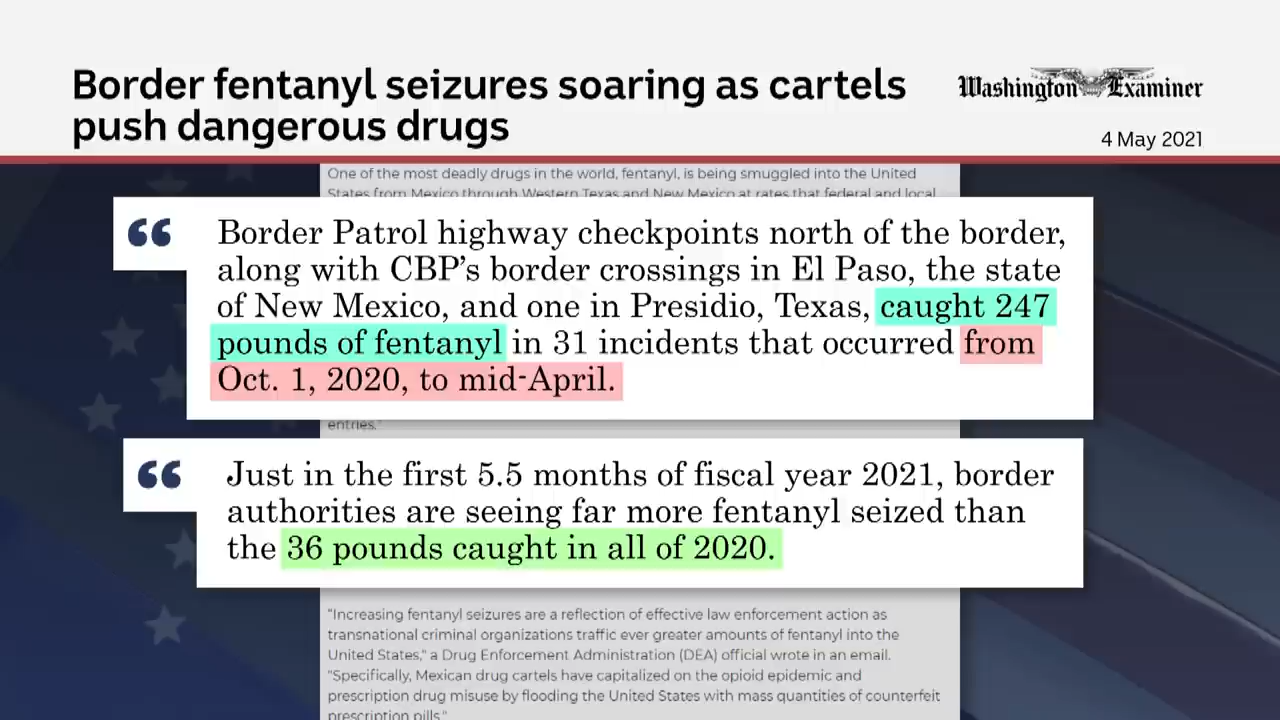 Border fentanyl seizures soaring as cartels
push dangerous drugs
Washington Examiner
4 May 2021
One of the most deadly drugs in the world, fentanyl, is being smuggled into the United
States from Mexico through Western Texas and New Mexico at rates that federal and local
“ Border Patrol highway checkpoints north of the border,
along with CBP’s border crossings in El Paso, the state
of New Mexico, and one in Presidio, Texas, caught 247
pounds of fentanyl in 31 incidents that occurred from
Oct. 1, 2020, to mid-April.
entries."
“ Just in the first 5.5 months of fiscal year 2021, border
authorities are seeing far more fentanyl seized than
the 36 pounds caught in all of 2020.
"Increasing fentanyl seizures are a reflection of effective law enforcement action as
transnational criminal organizations traffic ever greater amounts of fentanyl into the
United States," a Drug Enforcement Administration (DEA) official wrote in an email.
"Specifically, Mexican drug cartels have capitalized on the opioid epidemic and
prescription drug misuse by flooding the United States with mass quantities of counterfeit
prescription pills."